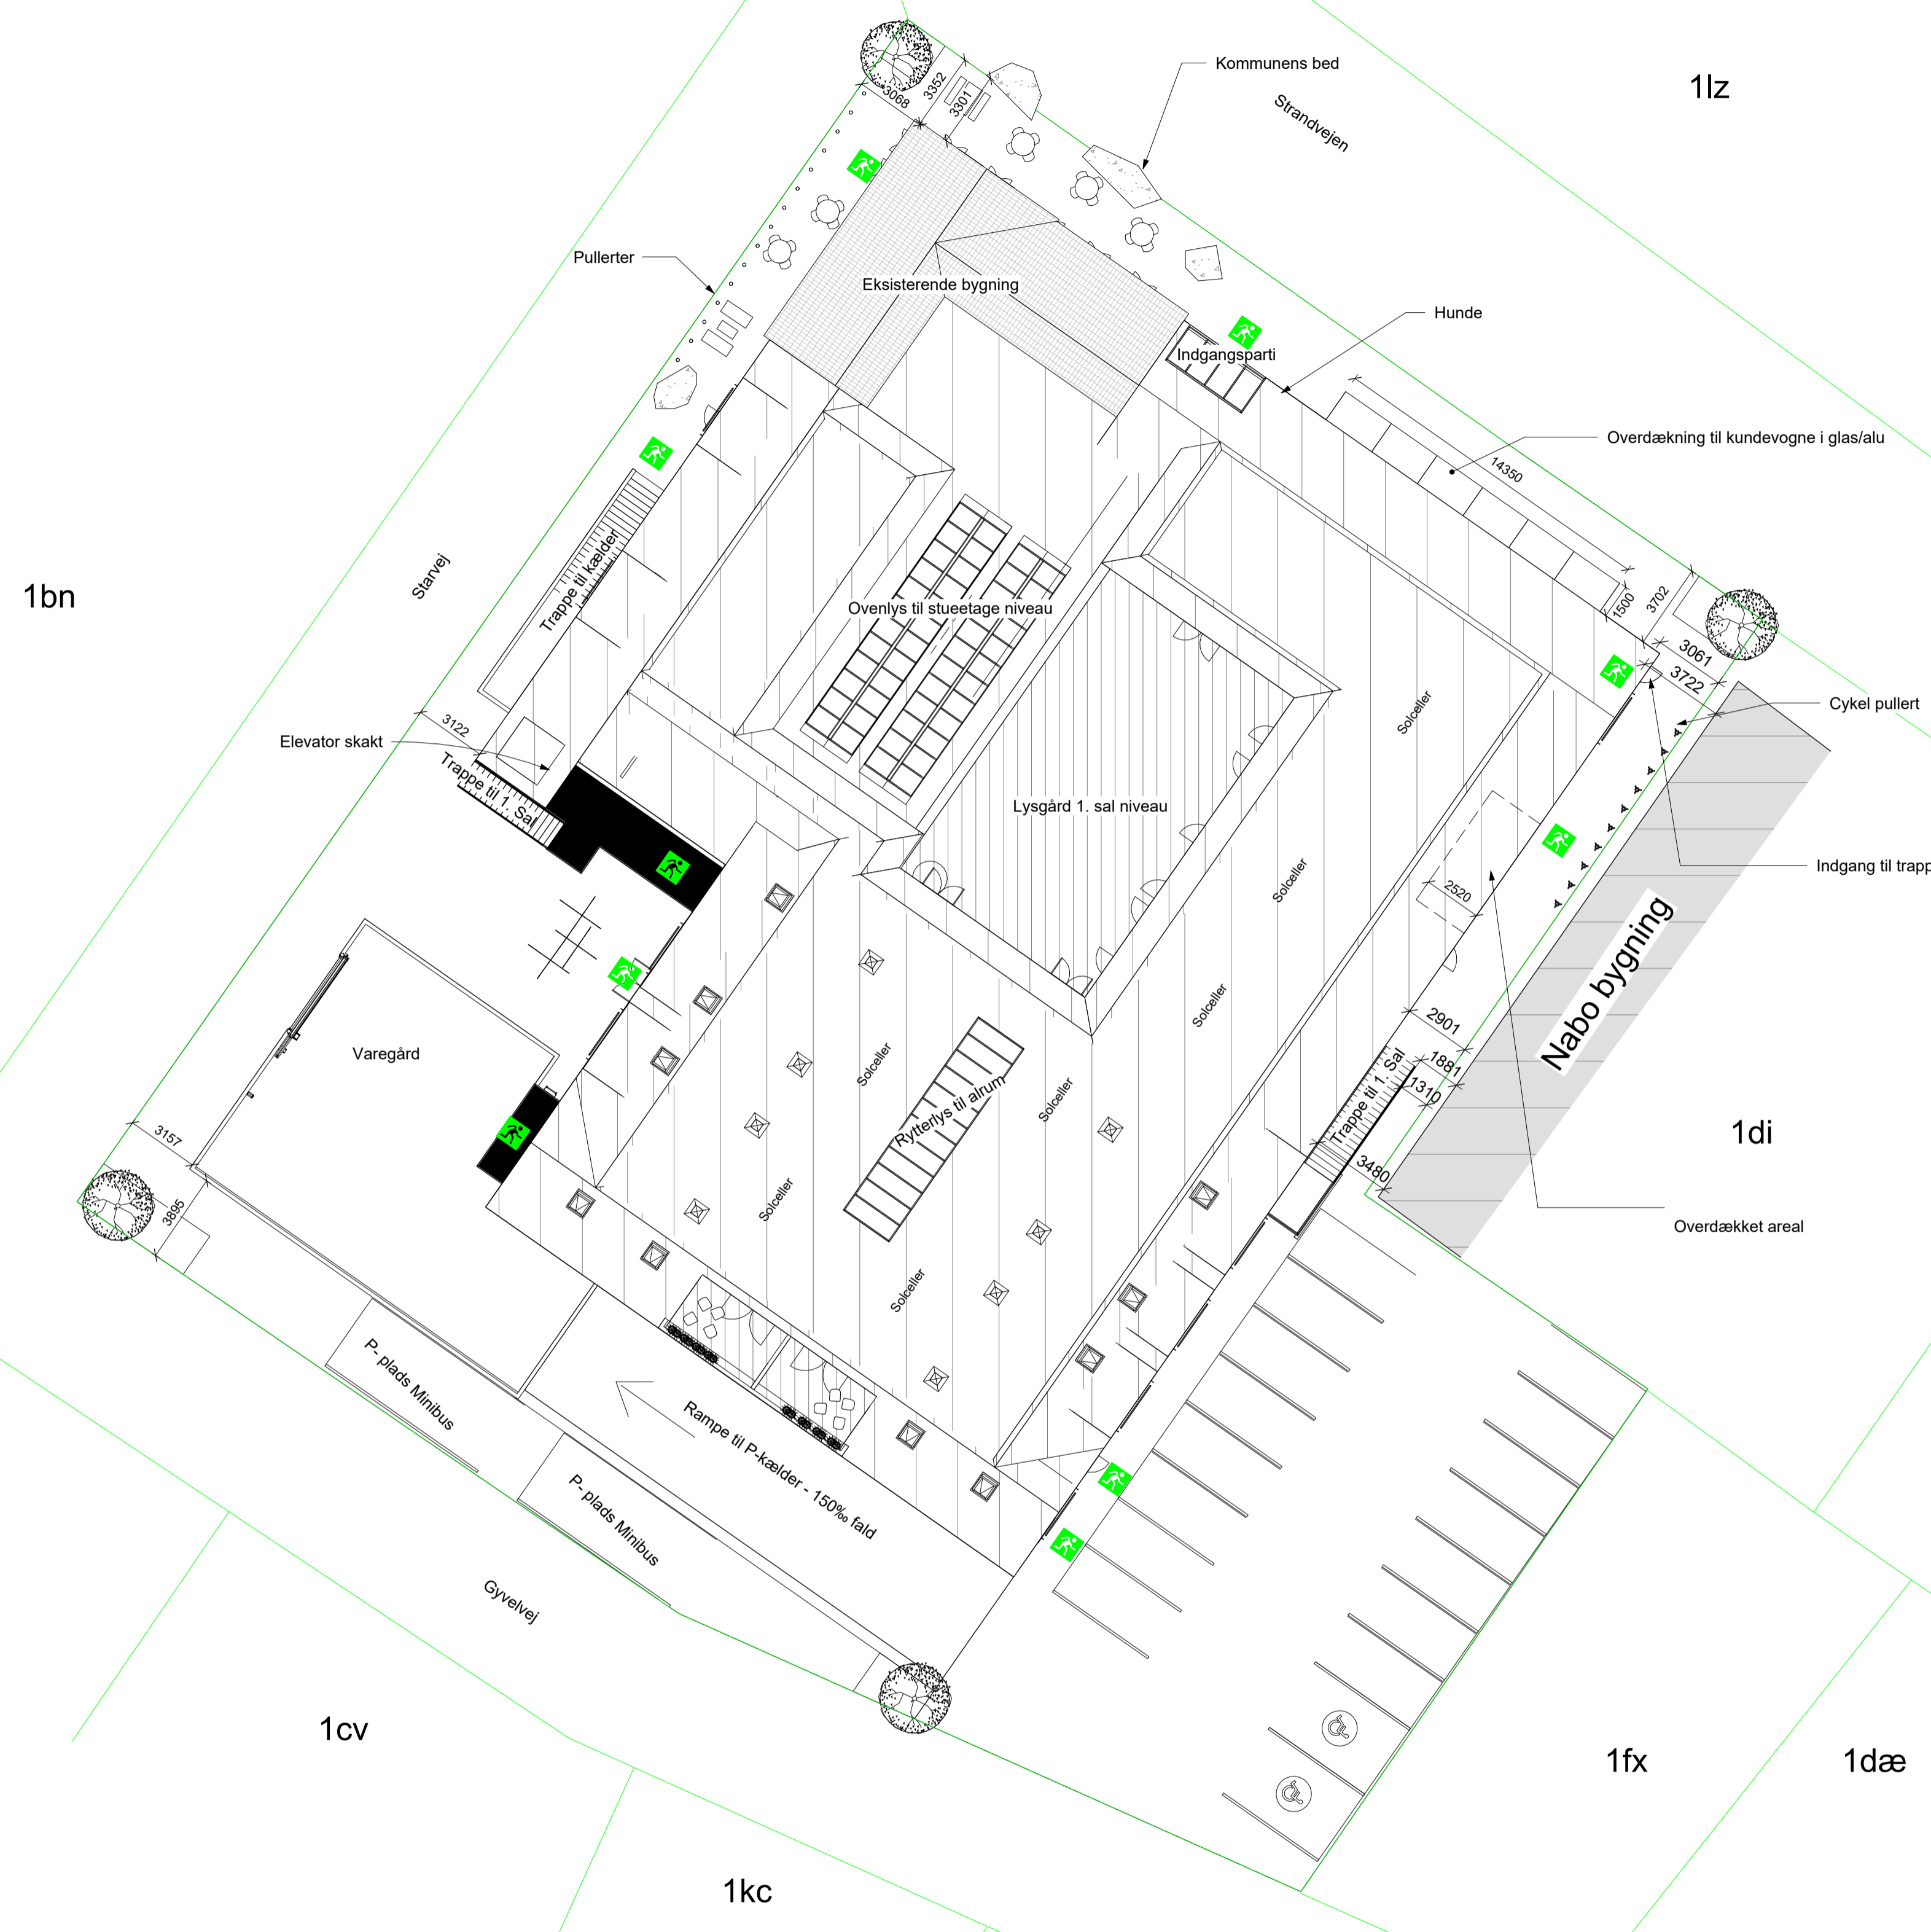 1lz
Kommunens bed
Strandvejen
3352
3068
3301
Pullerter
Eksisterende bygning
Hunde
Indgangsparti
Overdækning til kundevogne i glas/alu
14350
1bn
Starvej
Trappe til kælder
Ovenlys til stueetage niveau
1500
3702
3061
3722
Cykel pullert
Solceller
3122
Elevator skakt
Trappe til 1. Sal
Lysgård 1. sal niveau
Indgang til trapp
2520
Solceller
Nabo bygning
Solceller
2901
1881
1310
Trappe til 1. Sal
3480
Varegård
Solceller
Rytterlys til alrum
Solceller
1di
3157
3895
Solceller
Overdækket areal
Solceller
P- plads Minibus
Rampe til P-kælder - 150‰ fald
P- plads Minibus
Gyvelvej
1cv
1fx
1dæ
1kc